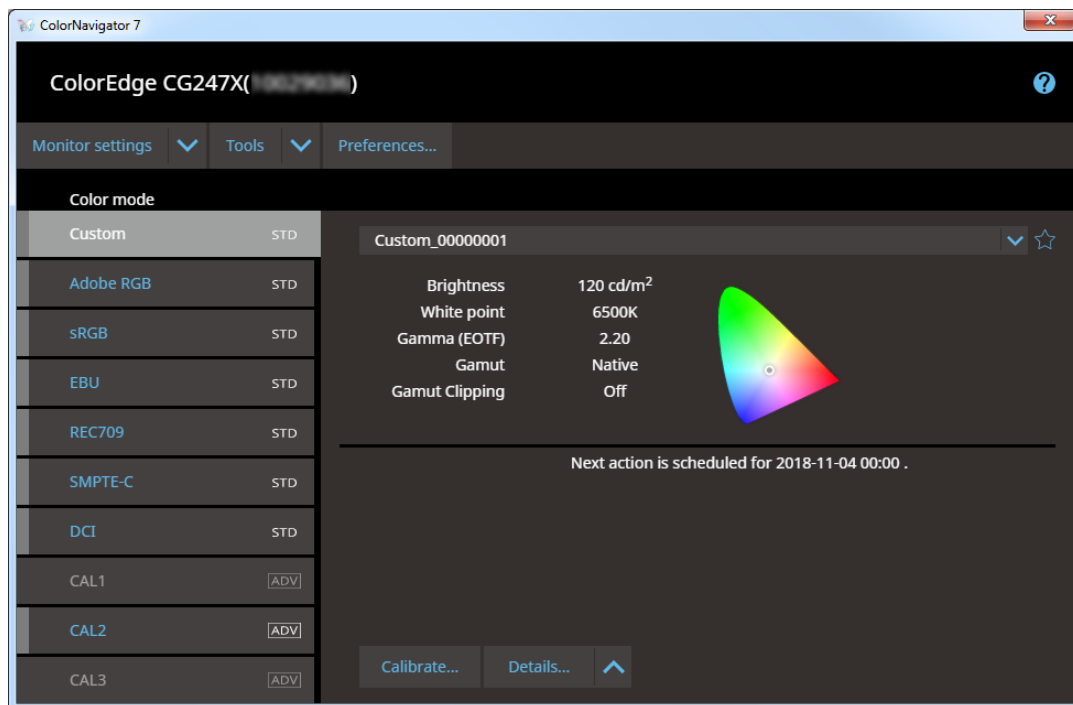 ColorNavigator 7
ColorEdge CG247X( )
?
Monitor settings Tools Preferences...
Color mode
Custom STD
Adobe RGB STD
sRGB STD
EBU STD
REC709 STD
SMPTE-C STD
DCI STD
CAL1 ADV
CAL2 ADV
CAL3 ADV
Custom_00000001
Brightness 120 cd/m²
White point 6500K
Gamma (EOTF) 2.20
Gamut Native
Gamut Clipping Off
Next action is scheduled for 2018-11-04 00:00 .
Calibrate... Details...